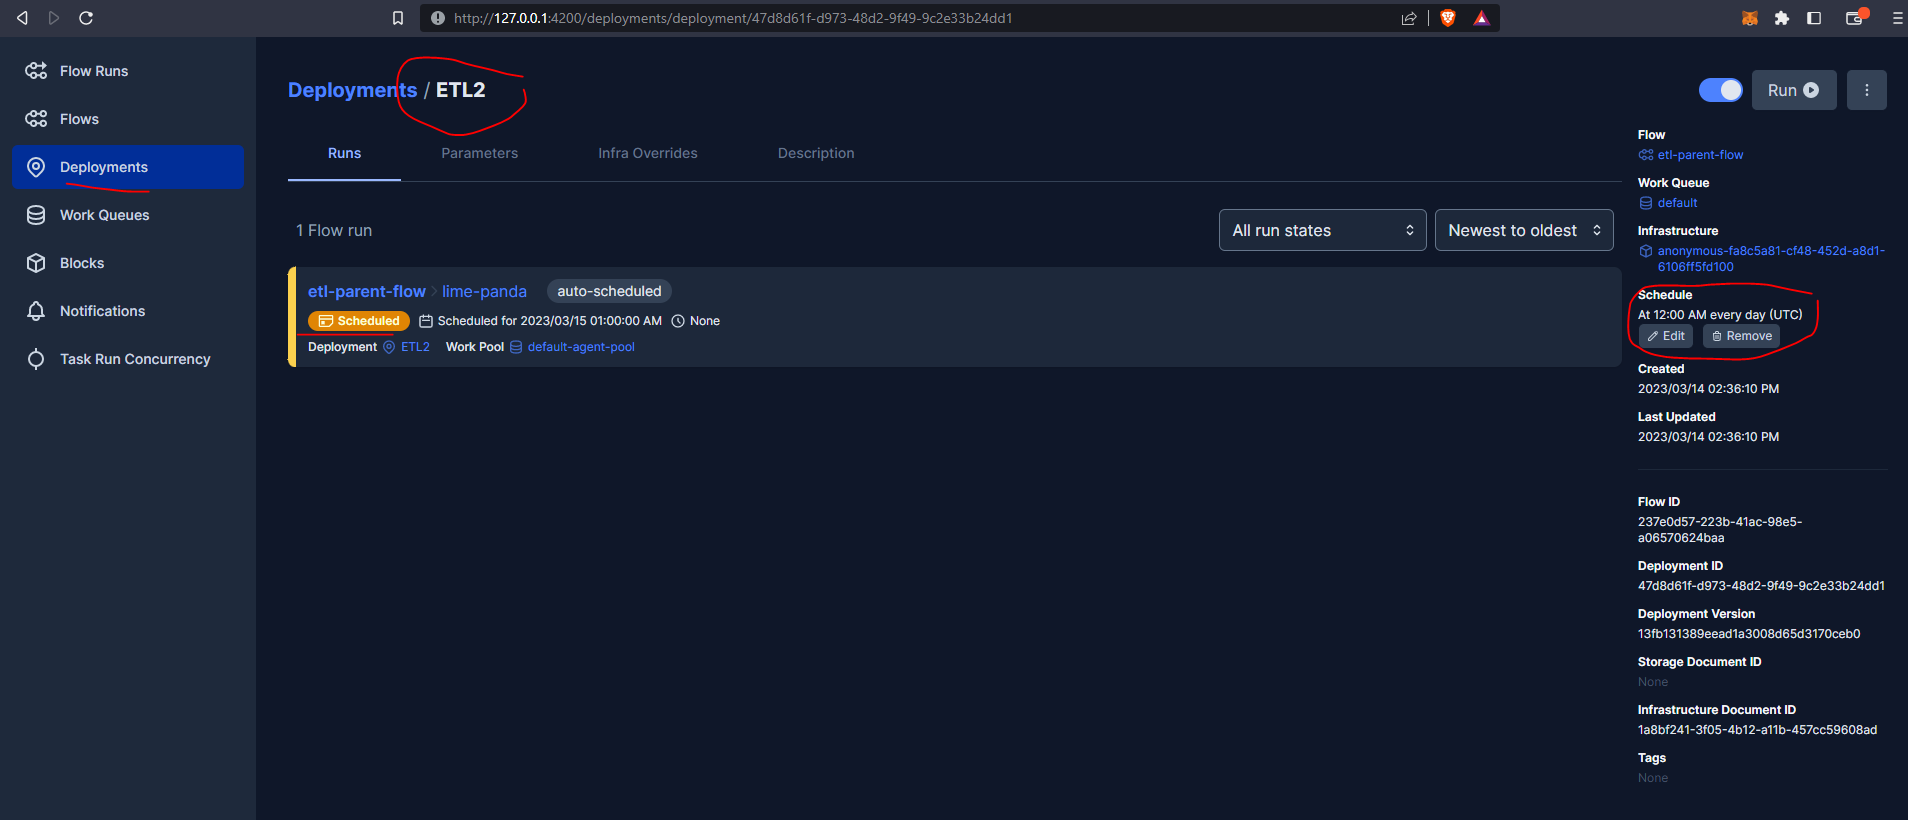 http://127.0.0.1:4200/deployments/deployment/47d8d61f-d973-48d2-9f49-9c2e33b24dd1
Flow Runs
Flows
Deployments
Work Queues
Blocks
Notifications
Task Run Concurrency
Deployments / ETL2
Run
Runs Parameters Infra Overrides Description
1 Flow run
All run states
Newest to oldest
etl-parent-flow lime-panda auto-scheduled
Scheduled Scheduled for 2023/03/15 01:00:00 AM None
Deployment ETL2 Work Pool default-agent-pool
Flow
etl-parent-flow
Work Queue
default
Infrastructure
anonymous-fa8c5a81-cf48-452d-a8d1-
6106ff5fd100
Schedule
At 12:00 AM every day (UTC)
Edit Remove
Created
2023/03/14 02:36:10 PM
Last Updated
2023/03/14 02:36:10 PM
Flow ID
237e0d57-223b-41ac-98e5-
a06570624baa
Deployment ID
47d8d61f-d973-48d2-9f49-9c2e33b24dd1
Deployment Version
13fb131389eead1a3008d65d3170ceb0
Storage Document ID
None
Infrastructure Document ID
1a8bf241-3f05-4b12-a11b-457cc59608ad
Tags
None